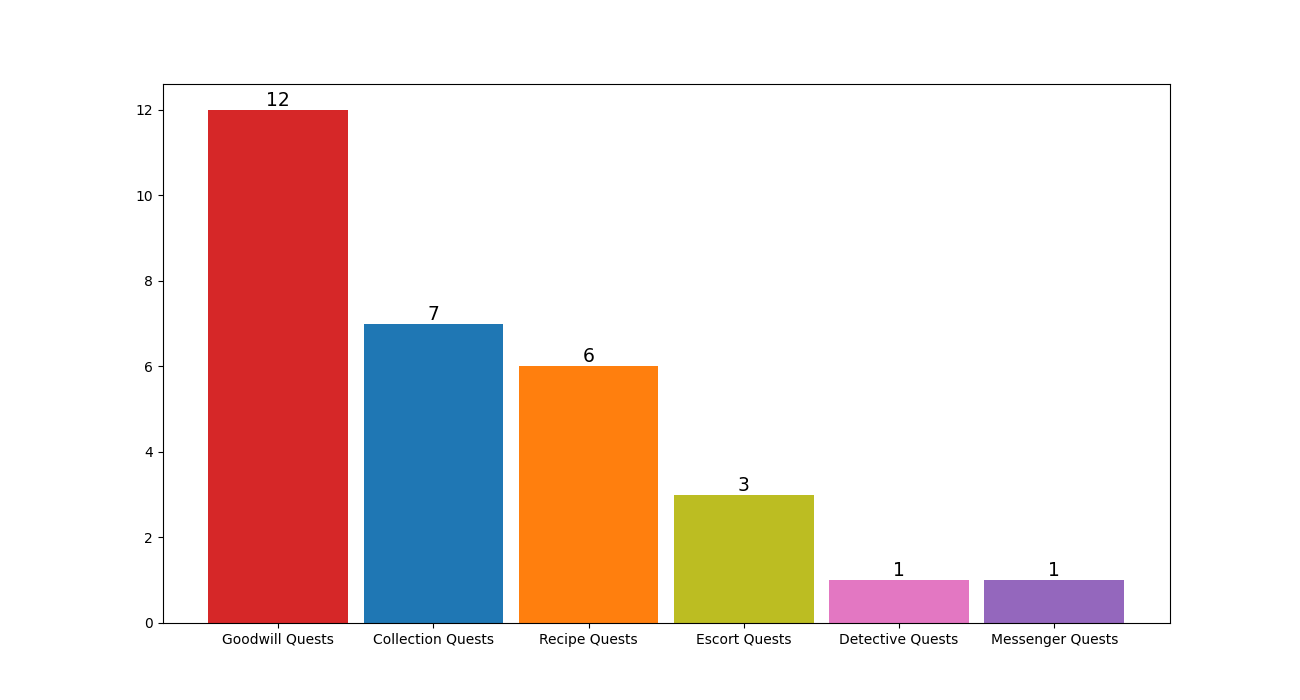 12
12
10
8
7
6
6
4
3
2
1
1
0
Goodwill Quests
Collection Quests
Recipe Quests
Escort Quests
Detective Quests
Messenger Quests